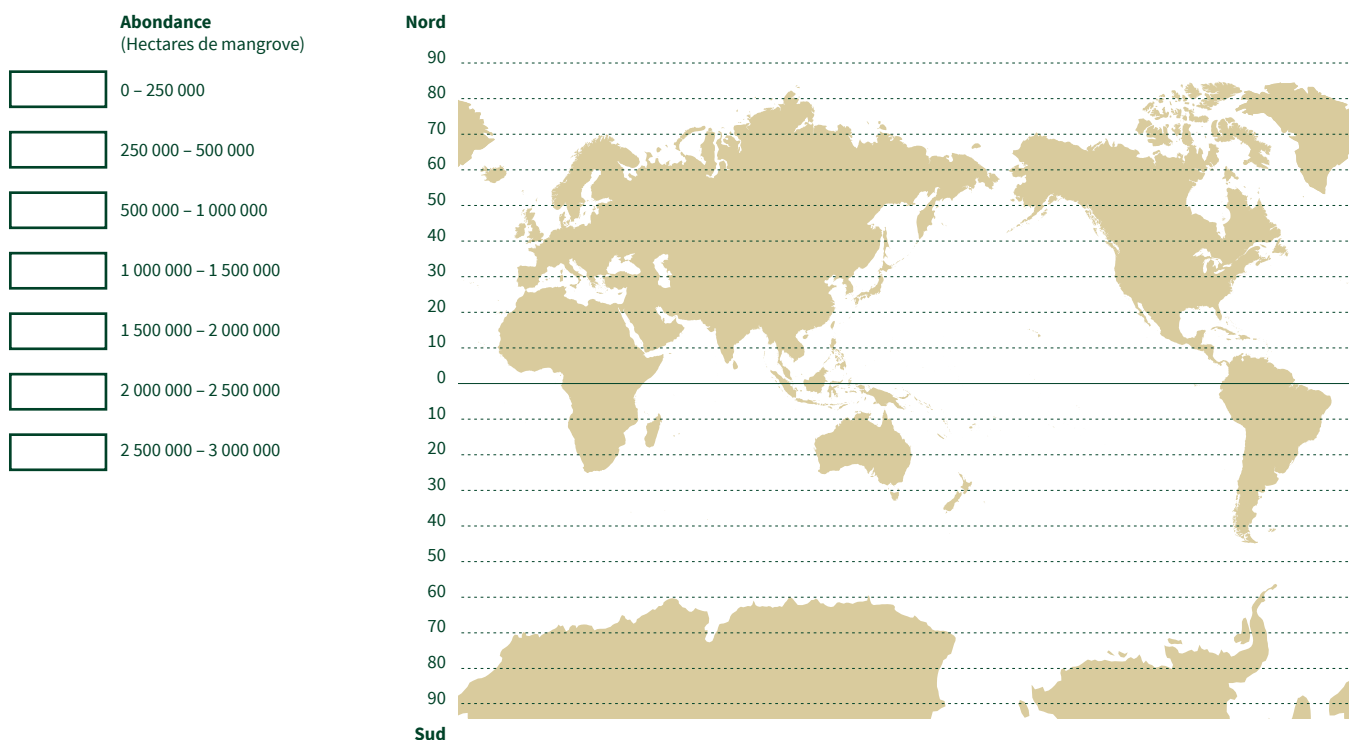 Abondance
(Hectares de mangrove)
0 – 250 000
250 000 – 500 000
500 000 – 1 000 000
1 000 000 – 1 500 000
1 500 000 – 2 000 000
2 000 000 – 2 500 000
2 500 000 – 3 000 000
Nord
90
80
70
60
50
40
30
20
10
0
10
20
30
40
50
60
70
80
90
Sud